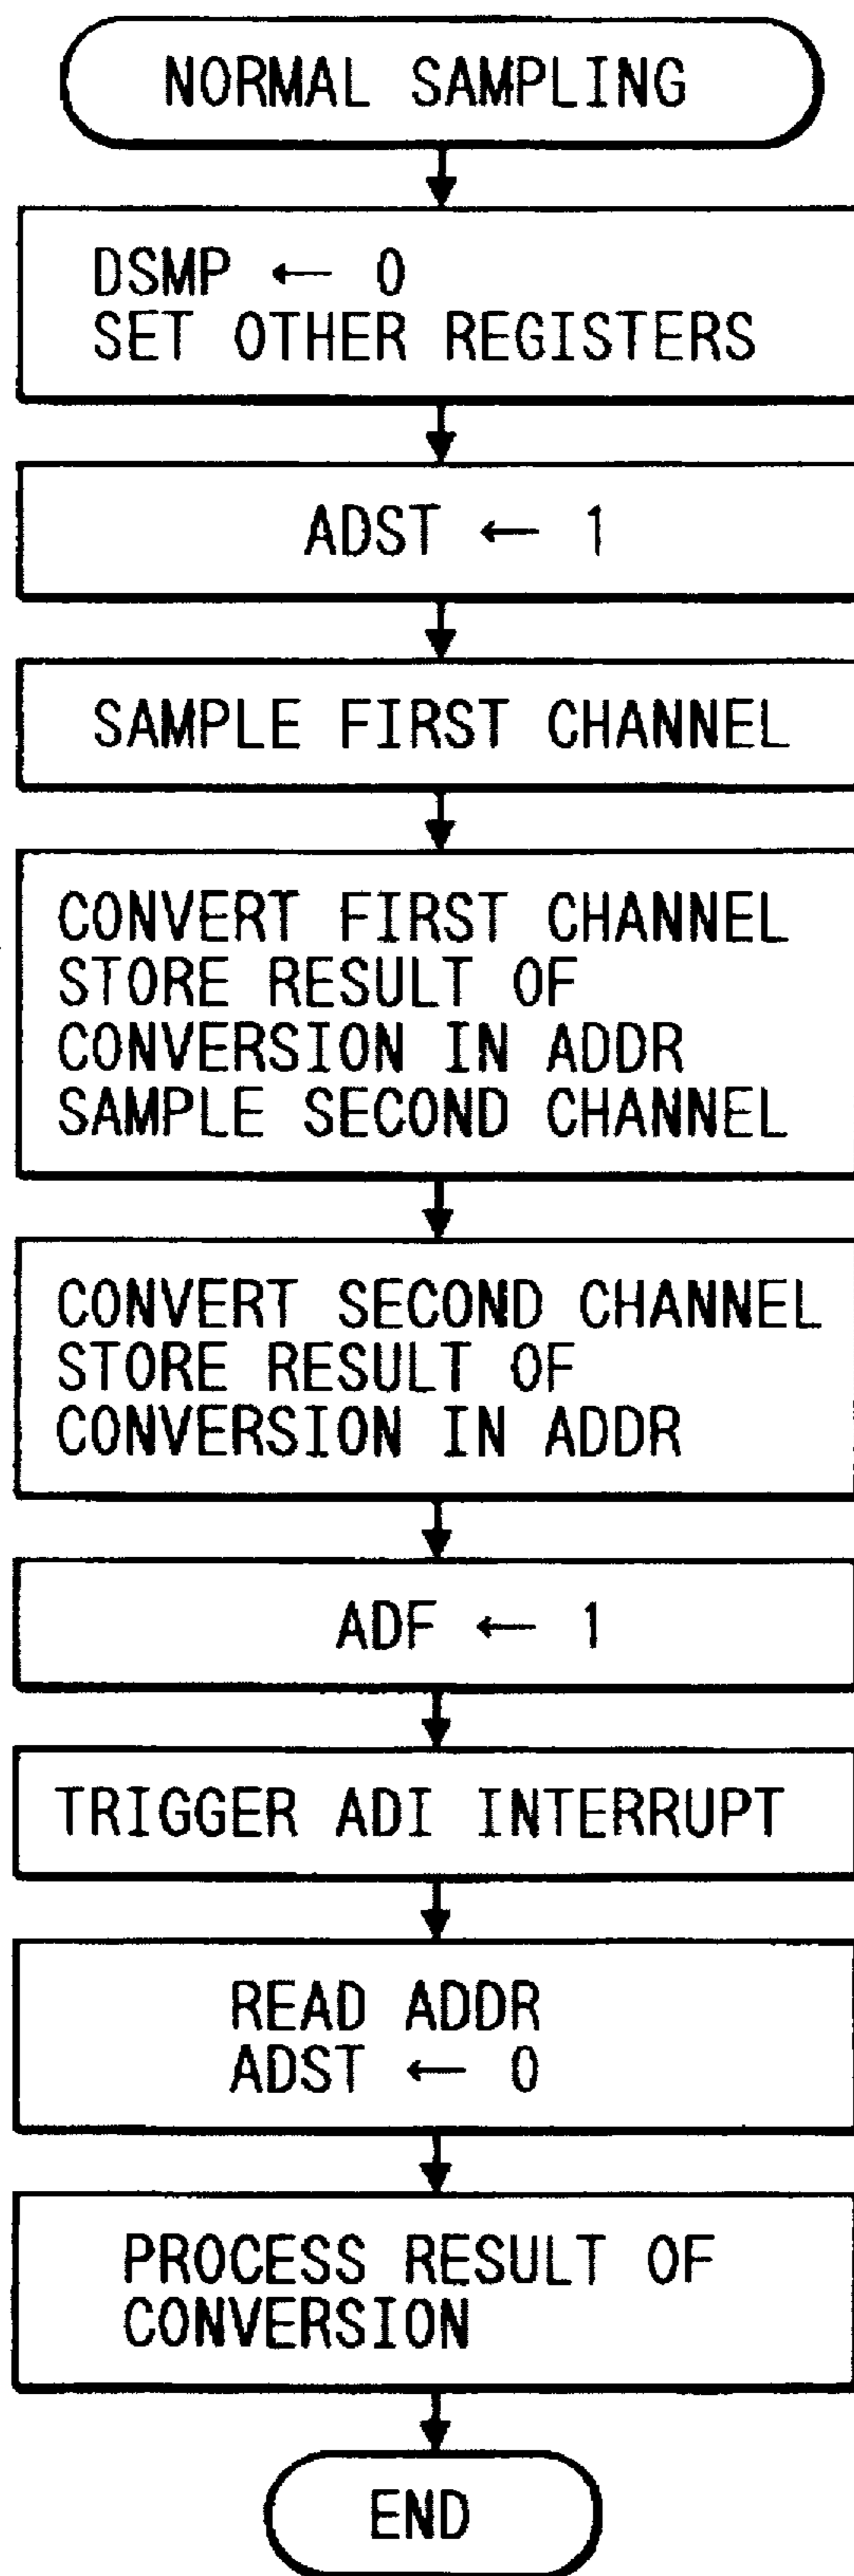 NORMAL SAMPLING
DSMP ← 0
SET OTHER REGISTERS
ADST ← 1
SAMPLE FIRST CHANNEL
CONVERT FIRST CHANNEL
STORE RESULT OF
CONVERSION IN ADDR
SAMPLE SECOND CHANNEL
CONVERT SECOND CHANNEL
STORE RESULT OF
CONVERSION IN ADDR
ADF ← 1
TRIGGER ADI INTERRUPT
READ ADDR
ADST ← 0
PROCESS RESULT OF
CONVERSION
END